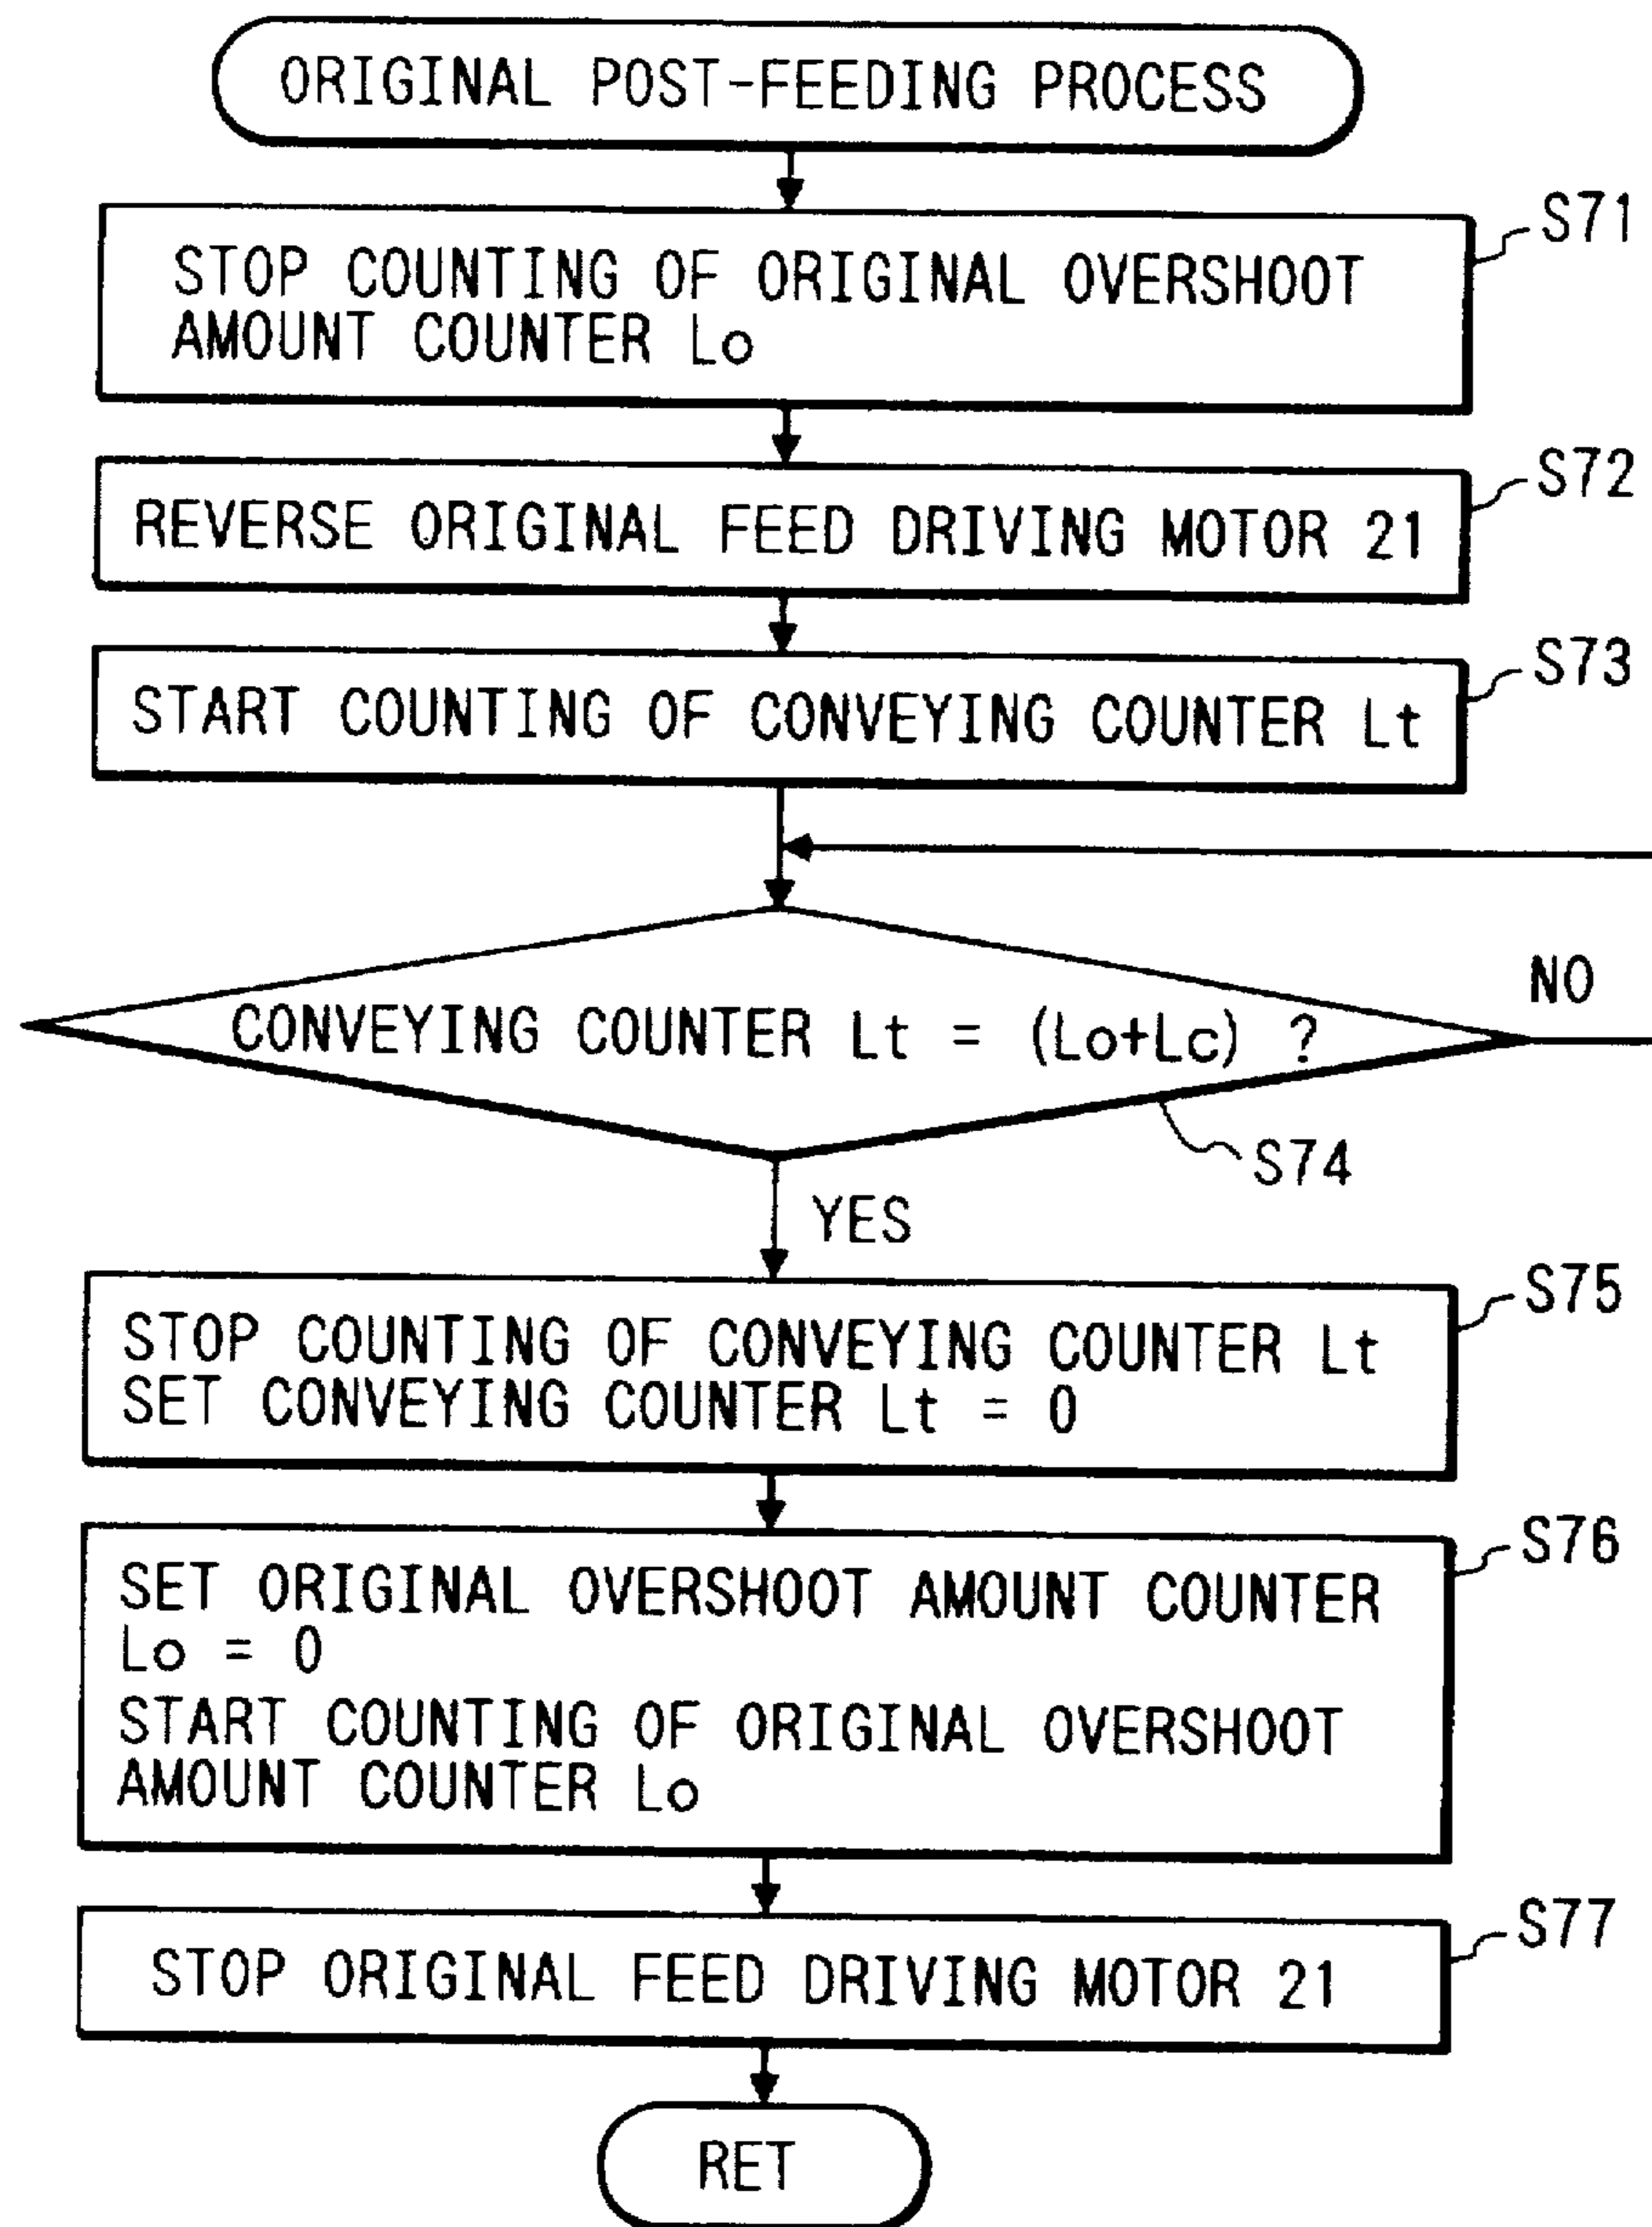 ORIGINAL POST-FEEDING PROCESS
S71
STOP COUNTING OF ORIGINAL OVERSHOOT
AMOUNT COUNTER Lo
S72
REVERSE ORIGINAL FEED DRIVING MOTOR 21
S73
START COUNTING OF CONVEYING COUNTER Lt
NO
CONVEYING COUNTER Lt = (Lo+Lc) ?
S74
YES
S75
STOP COUNTING OF CONVEYING COUNTER Lt
SET CONVEYING COUNTER Lt = 0
S76
SET ORIGINAL OVERSHOOT AMOUNT COUNTER
Lo = 0
START COUNTING OF ORIGINAL OVERSHOOT
AMOUNT COUNTER Lo
S77
STOP ORIGINAL FEED DRIVING MOTOR 21
RET